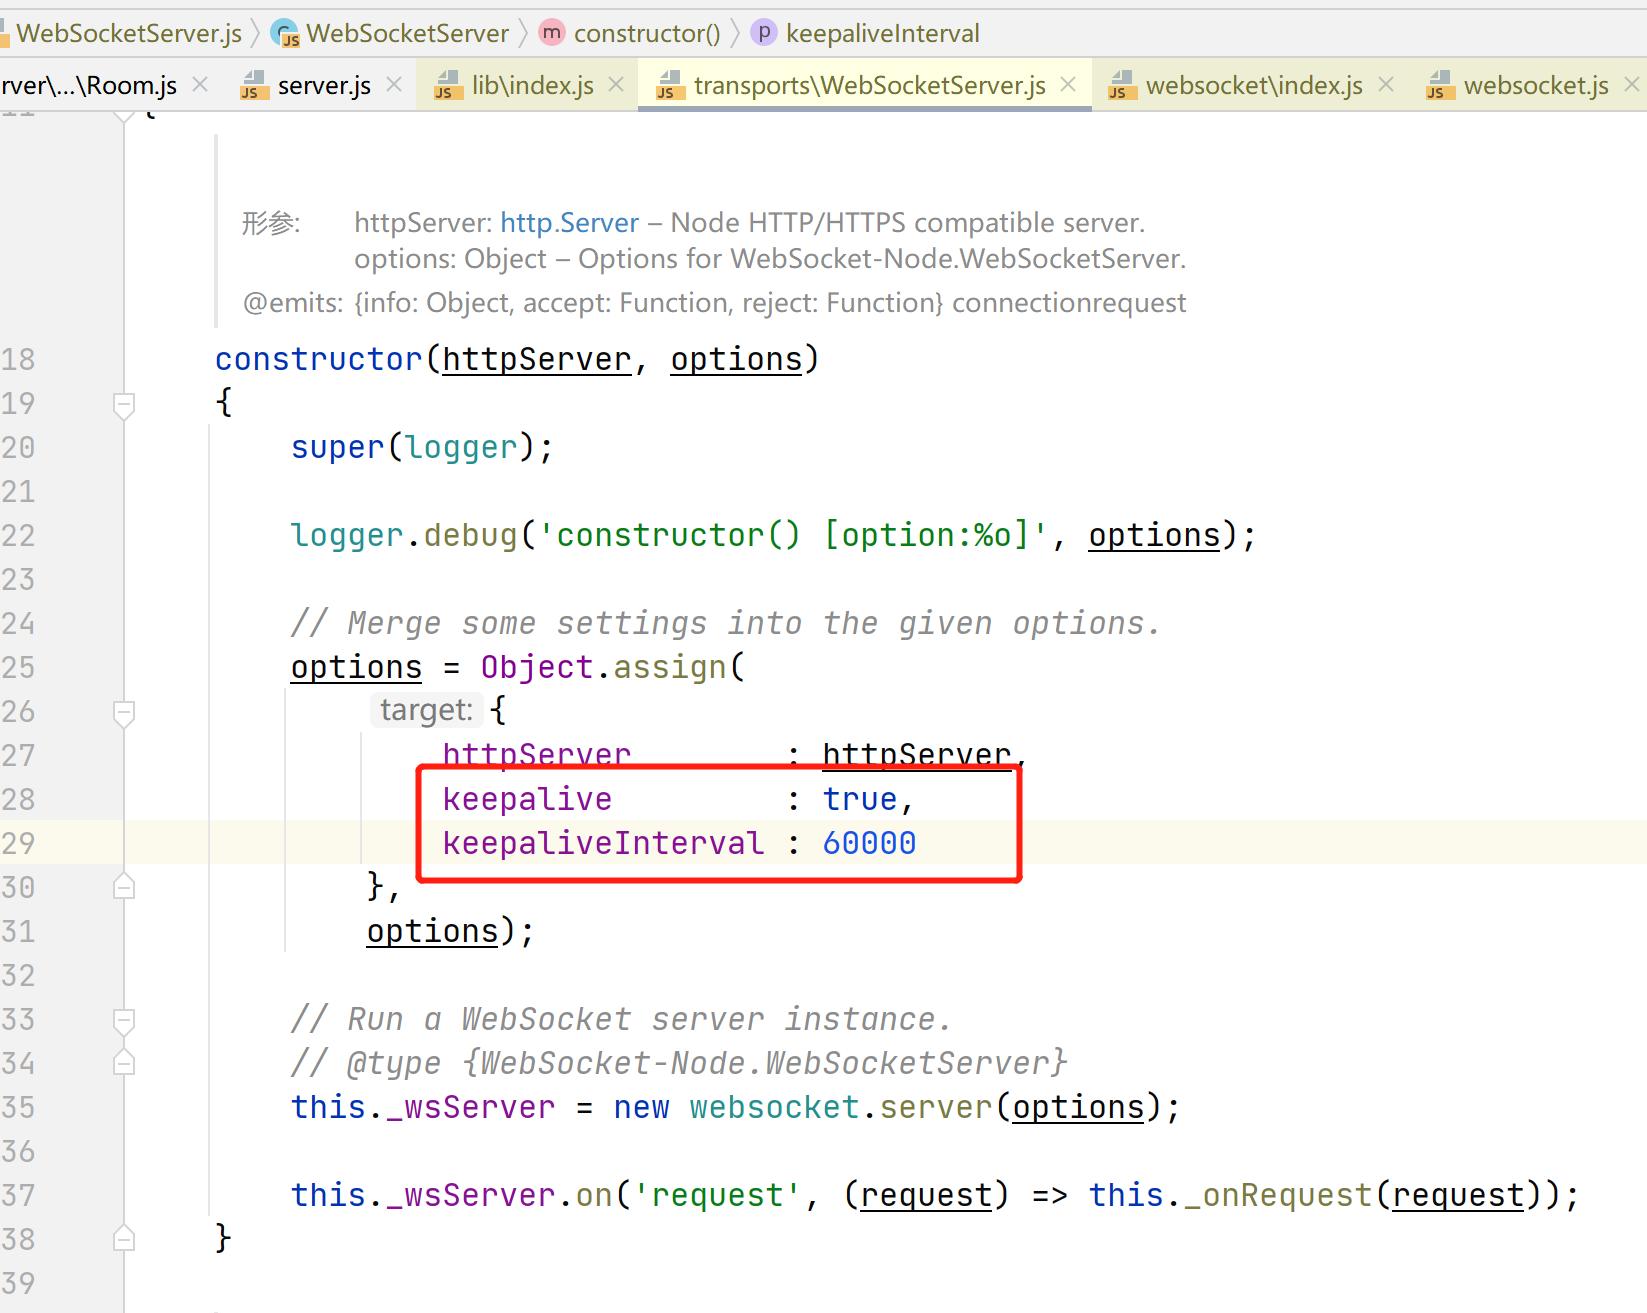 WebSocketServer.js WebSocketServer m constructor() p keepaliveInterval
rver\...\Room.js server.js lib\index.js transports\WebSocketServer.js websocket\index.js websocket.js
{
形参: httpServer: http.Server – Node HTTP/HTTPS compatible server.
options: Object – Options for WebSocket-Node.WebSocketServer.
@emits: {info: Object, accept: Function, reject: Function} connectionrequest
18 constructor(httpServer, options)
19 {
20 super(logger);
21
22 logger.debug('constructor() [option:%o]', options);
23
24 // Merge some settings into the given options.
25 options = Object.assign(
26 target: {
27 httpServer : httpServer,
28 keepalive : true,
29 keepaliveInterval : 60000
30 },
31 options);
32
33 // Run a WebSocket server instance.
34 // @type {WebSocket-Node.WebSocketServer}
35 this._wsServer = new websocket.server(options);
36
37 this._wsServer.on('request', (request) => this._onRequest(request));
38 }
39